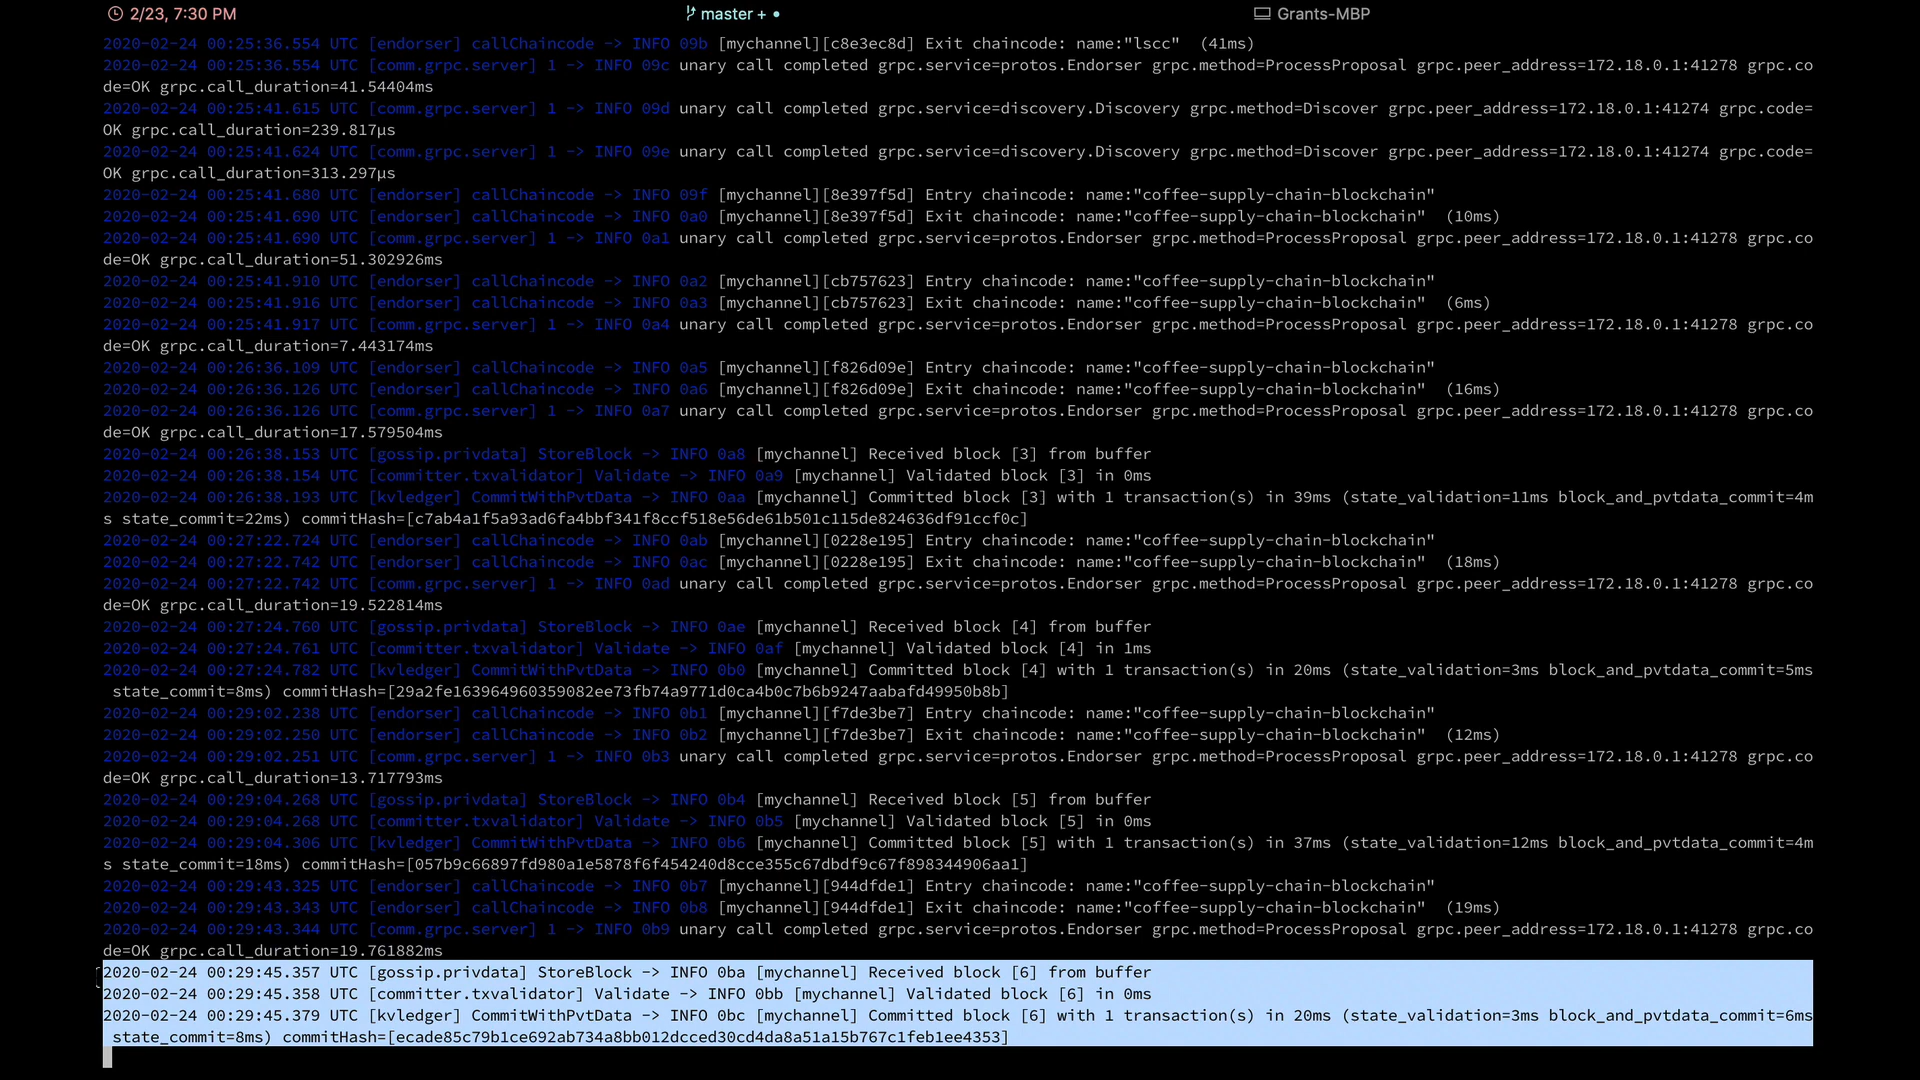 2/23, 7:30 PM
master + •
Grants-MBP
2020-02-24 00:25:36.554 UTC [endorser] callChaincode -> INFO 09b [mychannel][c8e3ec8d] Exit chaincode: name:"lscc"  (41ms)
2020-02-24 00:25:36.554 UTC [comm.grpc.server] 1 -> INFO 09c unary call completed grpc.service=protos.Endorser grpc.method=ProcessProposal grpc.peer_address=172.18.0.1:41278 grpc.co
de=OK grpc.call_duration=41.54404ms
2020-02-24 00:25:41.615 UTC [comm.grpc.server] 1 -> INFO 09d unary call completed grpc.service=discovery.Discovery grpc.method=Discover grpc.peer_address=172.18.0.1:41274 grpc.code=
OK grpc.call_duration=239.817µs
2020-02-24 00:25:41.624 UTC [comm.grpc.server] 1 -> INFO 09e unary call completed grpc.service=discovery.Discovery grpc.method=Discover grpc.peer_address=172.18.0.1:41274 grpc.code=
OK grpc.call_duration=313.297µs
2020-02-24 00:25:41.680 UTC [endorser] callChaincode -> INFO 09f [mychannel][8e397f5d] Entry chaincode: name:"coffee-supply-chain-blockchain"
2020-02-24 00:25:41.690 UTC [endorser] callChaincode -> INFO 0a0 [mychannel][8e397f5d] Exit chaincode: name:"coffee-supply-chain-blockchain"  (10ms)
2020-02-24 00:25:41.690 UTC [comm.grpc.server] 1 -> INFO 0a1 unary call completed grpc.service=protos.Endorser grpc.method=ProcessProposal grpc.peer_address=172.18.0.1:41278 grpc.co
de=OK grpc.call_duration=51.302926ms
2020-02-24 00:25:41.910 UTC [endorser] callChaincode -> INFO 0a2 [mychannel][cb757623] Entry chaincode: name:"coffee-supply-chain-blockchain"
2020-02-24 00:25:41.916 UTC [endorser] callChaincode -> INFO 0a3 [mychannel][cb757623] Exit chaincode: name:"coffee-supply-chain-blockchain"  (6ms)
2020-02-24 00:25:41.917 UTC [comm.grpc.server] 1 -> INFO 0a4 unary call completed grpc.service=protos.Endorser grpc.method=ProcessProposal grpc.peer_address=172.18.0.1:41278 grpc.co
de=OK grpc.call_duration=7.443174ms
2020-02-24 00:26:36.109 UTC [endorser] callChaincode -> INFO 0a5 [mychannel][f826d09e] Entry chaincode: name:"coffee-supply-chain-blockchain"
2020-02-24 00:26:36.126 UTC [endorser] callChaincode -> INFO 0a6 [mychannel][f826d09e] Exit chaincode: name:"coffee-supply-chain-blockchain"  (16ms)
2020-02-24 00:26:36.126 UTC [comm.grpc.server] 1 -> INFO 0a7 unary call completed grpc.service=protos.Endorser grpc.method=ProcessProposal grpc.peer_address=172.18.0.1:41278 grpc.co
de=OK grpc.call_duration=17.579504ms
2020-02-24 00:26:38.153 UTC [gossip.privdata] StoreBlock -> INFO 0a8 [mychannel] Received block [3] from buffer
2020-02-24 00:26:38.154 UTC [committer.txvalidator] Validate -> INFO 0a9 [mychannel] Validated block [3] in 0ms
2020-02-24 00:26:38.193 UTC [kvledger] CommitWithPvtData -> INFO 0aa [mychannel] Committed block [3] with 1 transaction(s) in 39ms (state_validation=11ms block_and_pvtdata_commit=4m
s state_commit=22ms) commitHash=[c7ab4a1f5a93ad6fa4bbf341f8ccf518e56de61b501c115de824636df91ccf0c]
2020-02-24 00:27:22.724 UTC [endorser] callChaincode -> INFO 0ab [mychannel][0228e195] Entry chaincode: name:"coffee-supply-chain-blockchain"
2020-02-24 00:27:22.742 UTC [endorser] callChaincode -> INFO 0ac [mychannel][0228e195] Exit chaincode: name:"coffee-supply-chain-blockchain"  (18ms)
2020-02-24 00:27:22.742 UTC [comm.grpc.server] 1 -> INFO 0ad unary call completed grpc.service=protos.Endorser grpc.method=ProcessProposal grpc.peer_address=172.18.0.1:41278 grpc.co
de=OK grpc.call_duration=19.522814ms
2020-02-24 00:27:24.760 UTC [gossip.privdata] StoreBlock -> INFO 0ae [mychannel] Received block [4] from buffer
2020-02-24 00:27:24.761 UTC [committer.txvalidator] Validate -> INFO 0af [mychannel] Validated block [4] in 1ms
2020-02-24 00:27:24.782 UTC [kvledger] CommitWithPvtData -> INFO 0b0 [mychannel] Committed block [4] with 1 transaction(s) in 20ms (state_validation=3ms block_and_pvtdata_commit=5ms
 state_commit=8ms) commitHash=[29a2fe163964960359082ee73fb74a9771d0ca4b0c7b6b9247aabafd49950b8b]
2020-02-24 00:29:02.238 UTC [endorser] callChaincode -> INFO 0b1 [mychannel][f7de3be7] Entry chaincode: name:"coffee-supply-chain-blockchain"
2020-02-24 00:29:02.250 UTC [endorser] callChaincode -> INFO 0b2 [mychannel][f7de3be7] Exit chaincode: name:"coffee-supply-chain-blockchain"  (12ms)
2020-02-24 00:29:02.251 UTC [comm.grpc.server] 1 -> INFO 0b3 unary call completed grpc.service=protos.Endorser grpc.method=ProcessProposal grpc.peer_address=172.18.0.1:41278 grpc.co
de=OK grpc.call_duration=13.717793ms
2020-02-24 00:29:04.268 UTC [gossip.privdata] StoreBlock -> INFO 0b4 [mychannel] Received block [5] from buffer
2020-02-24 00:29:04.268 UTC [committer.txvalidator] Validate -> INFO 0b5 [mychannel] Validated block [5] in 0ms
2020-02-24 00:29:04.306 UTC [kvledger] CommitWithPvtData -> INFO 0b6 [mychannel] Committed block [5] with 1 transaction(s) in 37ms (state_validation=12ms block_and_pvtdata_commit=4m
s state_commit=18ms) commitHash=[057b9c66897fd980a1e5878f6f454240d8cce355c67dbdf9c67f898344906aa1]
2020-02-24 00:29:43.325 UTC [endorser] callChaincode -> INFO 0b7 [mychannel][944dfde1] Entry chaincode: name:"coffee-supply-chain-blockchain"
2020-02-24 00:29:43.343 UTC [endorser] callChaincode -> INFO 0b8 [mychannel][944dfde1] Exit chaincode: name:"coffee-supply-chain-blockchain"  (19ms)
2020-02-24 00:29:43.344 UTC [comm.grpc.server] 1 -> INFO 0b9 unary call completed grpc.service=protos.Endorser grpc.method=ProcessProposal grpc.peer_address=172.18.0.1:41278 grpc.co
de=OK grpc.call_duration=19.761882ms
2020-02-24 00:29:45.357 UTC [gossip.privdata] StoreBlock -> INFO 0ba [mychannel] Received block [6] from buffer
2020-02-24 00:29:45.358 UTC [committer.txvalidator] Validate -> INFO 0bb [mychannel] Validated block [6] in 0ms
2020-02-24 00:29:45.379 UTC [kvledger] CommitWithPvtData -> INFO 0bc [mychannel] Committed block [6] with 1 transaction(s) in 20ms (state_validation=3ms block_and_pvtdata_commit=6ms
 state_commit=8ms) commitHash=[ecade85c79b1ce692ab734a8bb012dcced30cd4da8a51a15b767c1feb1ee4353]